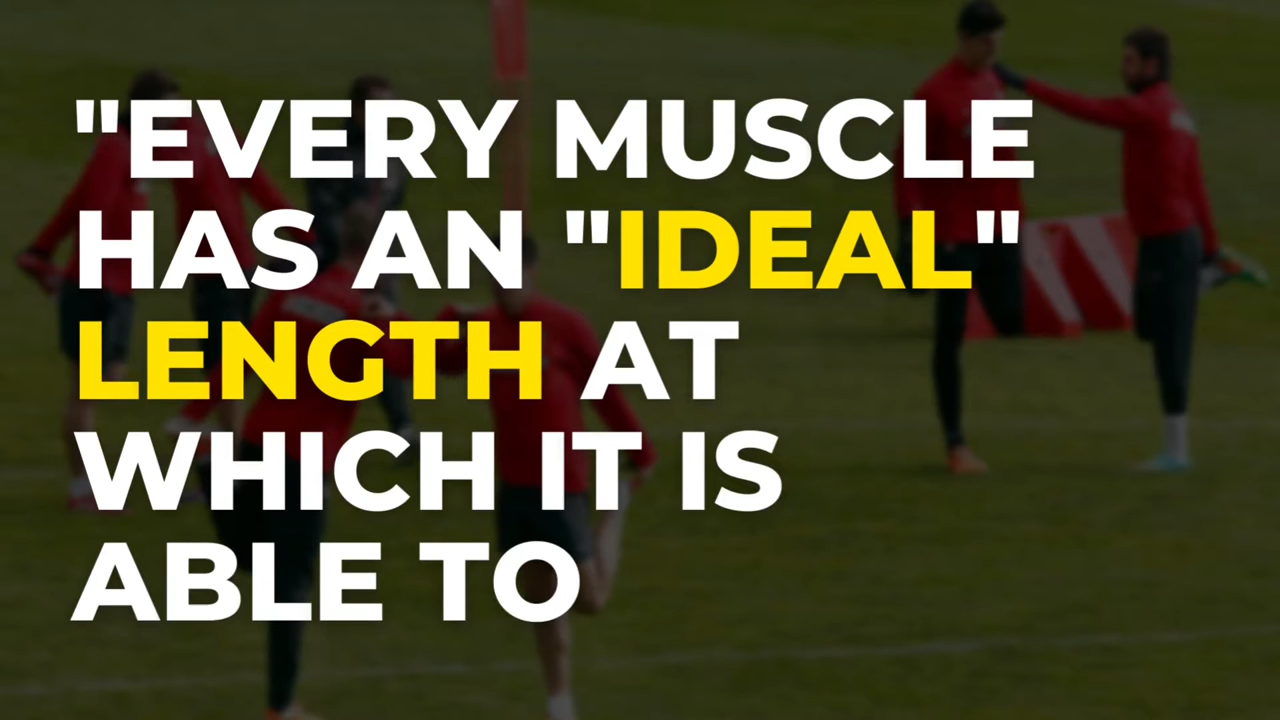 "EVERY MUSCLE
HAS AN "IDEAL"
LENGTH AT
WHICH IT IS
ABLE TO